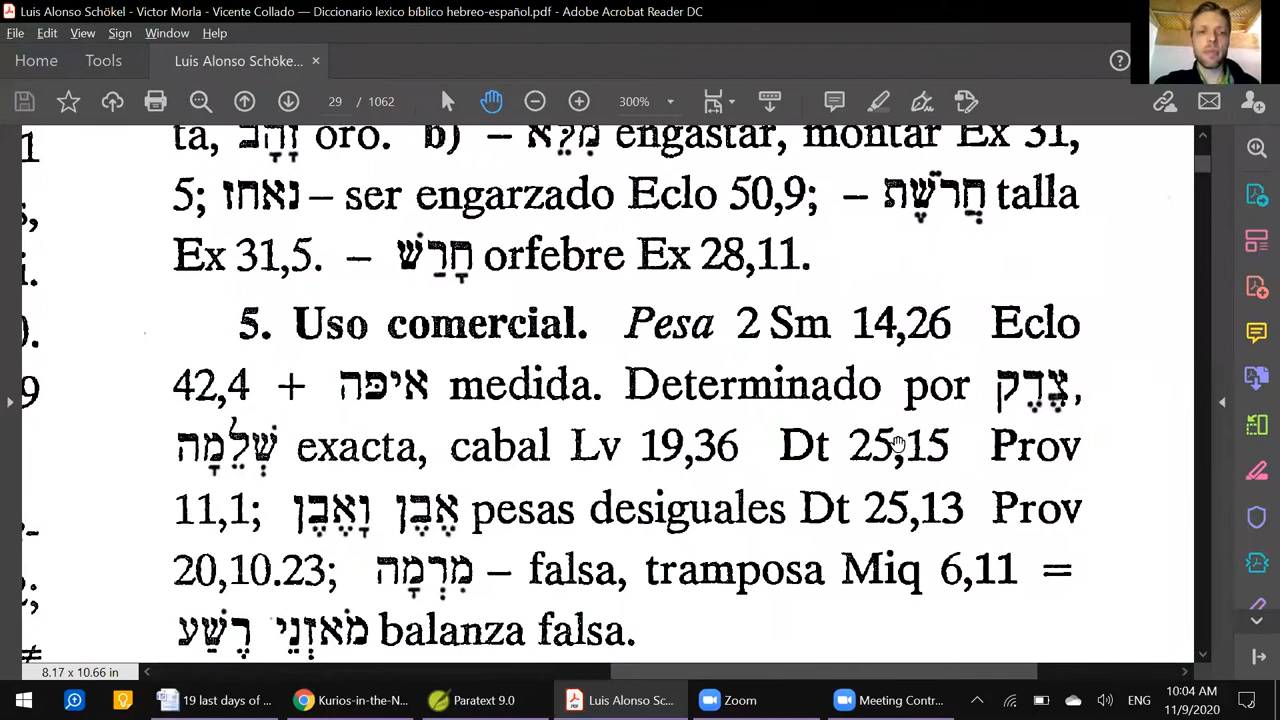 Luis Alonso Schökel - Victor Morla - Vicente Collado — Diccionario lexico bíblico hebreo-español.pdf - Adobe Acrobat Reader DC
File Edit View Sign Window Help
Home Tools Luis Alonso Schöke... ×
29 / 1062 300%
ta, זָהָב oro. b) – מִלֵּא engastar, montar Ex 31,
5; נאחז – ser engarzado Eclo 50,9; – חֲרֹשֶׁת talla
Ex 31,5. – חָרַשׁ orfebre Ex 28,11.
5. Uso comercial. Pesa 2 Sm 14,26 Eclo
42,4 + איפּה medida. Determinado por צֶדֶק,
שְׁלֵמָה exacta, cabal Lv 19,36 Dt 25,15 Prov
11,1; אֶבֶן וָאֶבֶן pesas desiguales Dt 25,13 Prov
20,10.23; מִרְמָה – falsa, tramposa Miq 6,11 =
מֹאזְנֵי רֶשַׁע balanza falsa.
8.17 x 10.66 in
19 last days of ... Kurios-in-the-N... Paratext 9.0 Luis Alonso Sc... Zoom Meeting Contr... ENG 10:04 AM
11/9/2020